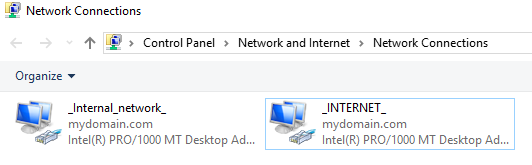 Network Connections
Control Panel > Network and Internet > Network Connections
Organize
_Internal_network_
mydomain.com
Intel(R) PRO/1000 MT Desktop Ad...
_INTERNET_
mydomain.com
Intel(R) PRO/1000 MT Desktop Ad...